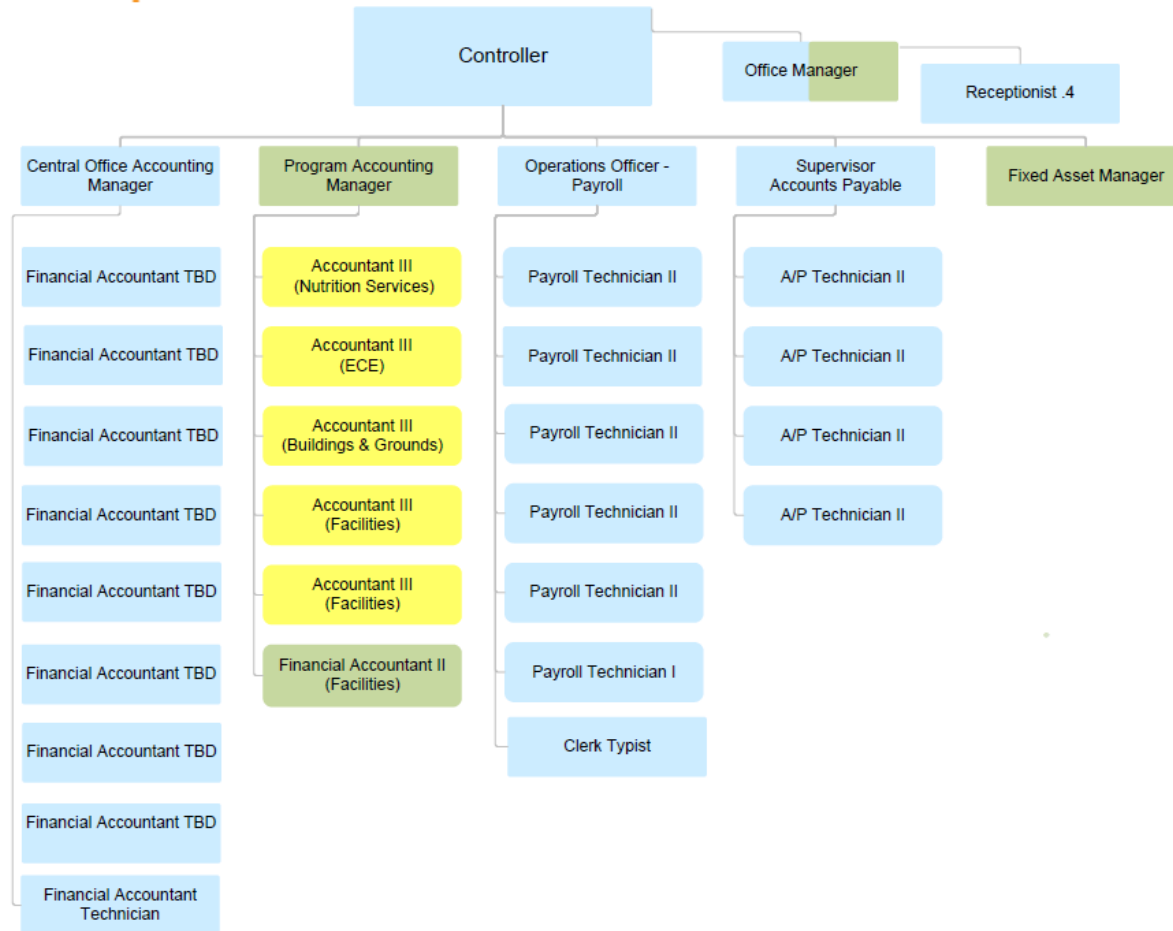 Controller
Office Manager
Receptionist .4
Central Office Accounting
Manager
Program Accounting
Manager
Operations Officer -
Payroll
Supervisor
Accounts Payable
Fixed Asset Manager
Financial Accountant TBD
Financial Accountant TBD
Financial Accountant TBD
Financial Accountant TBD
Financial Accountant TBD
Financial Accountant TBD
Financial Accountant TBD
Financial Accountant TBD
Financial Accountant
Technician
Accountant III
(Nutrition Services)
Accountant III
(ECE)
Accountant III
(Buildings & Grounds)
Accountant III
(Facilities)
Accountant III
(Facilities)
Financial Accountant II
(Facilities)
Payroll Technician II
Payroll Technician II
Payroll Technician II
Payroll Technician II
Payroll Technician II
Payroll Technician I
Clerk Typist
A/P Technician II
A/P Technician II
A/P Technician II
A/P Technician II